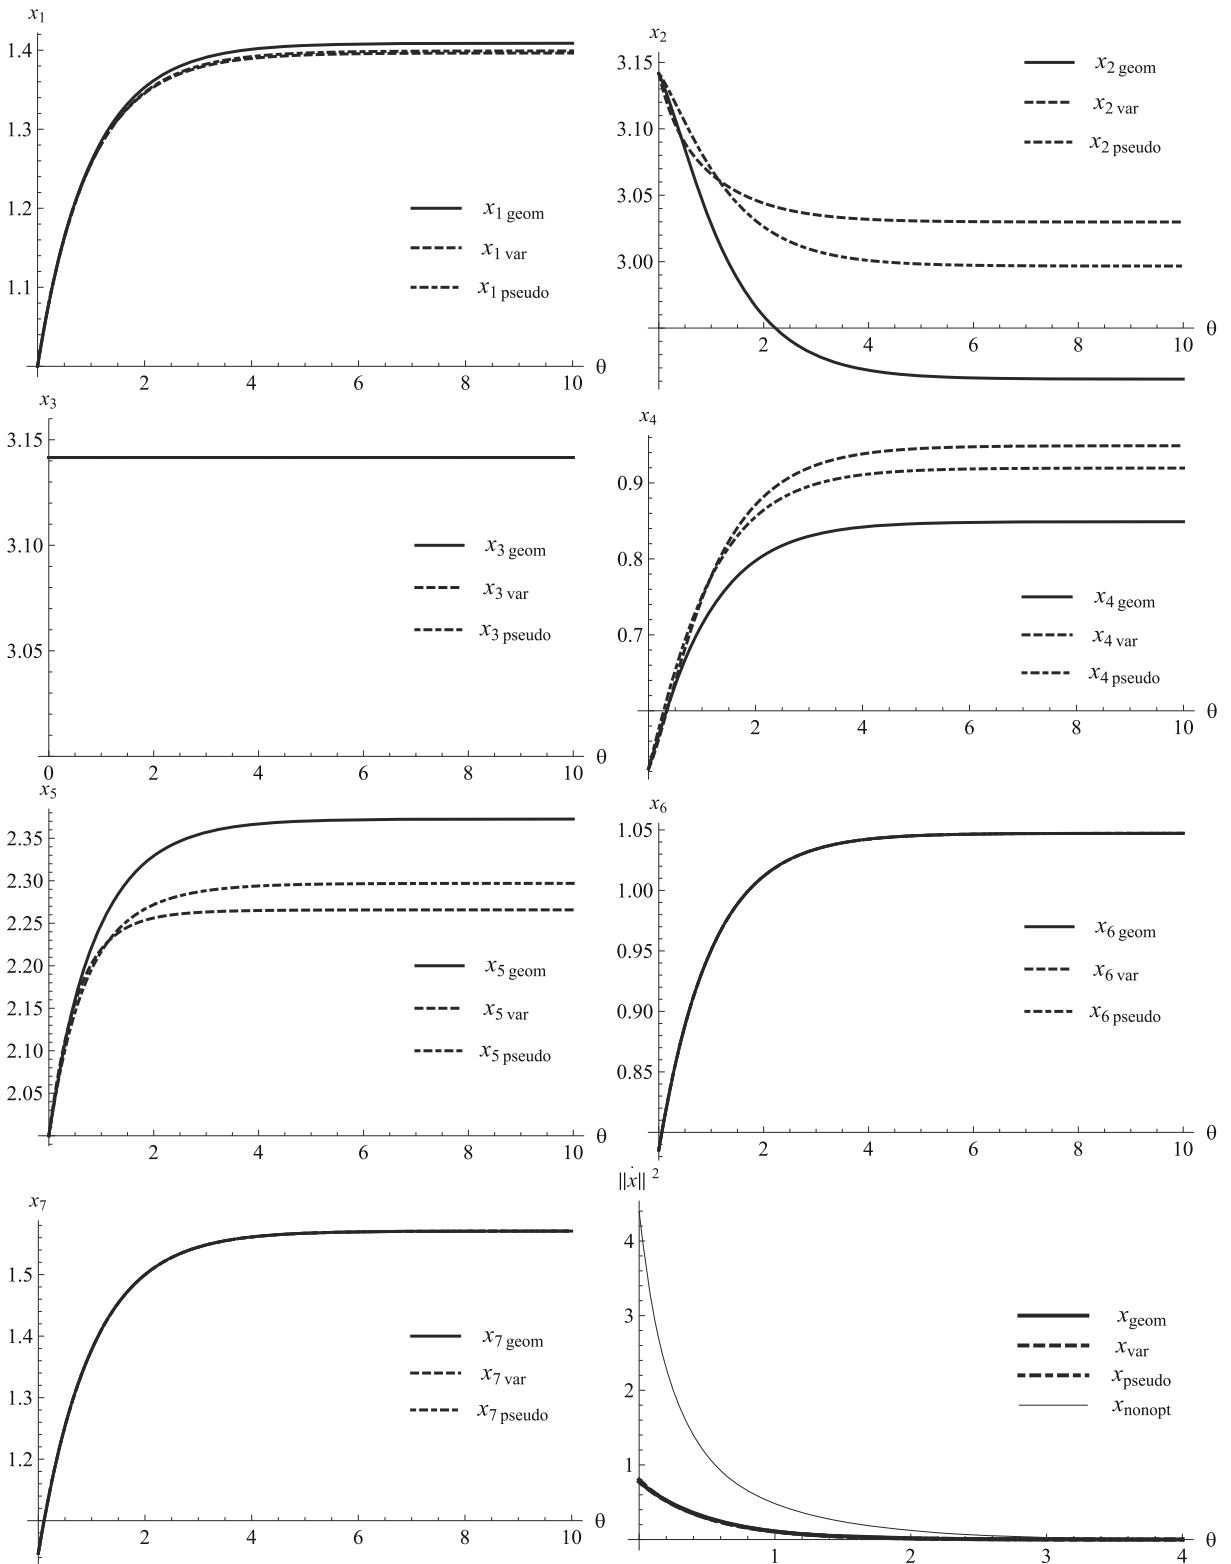 x1
1.4
1.3
1.2
1.1
x1 geom
x1 var
x1 pseudo
2 4 6 8 10 θ
x2
3.15
3.10
3.05
3.00
x2 geom
x2 var
x2 pseudo
2 4 6 8 10 θ
x3
3.15
3.10
3.05
x3 geom
x3 var
x3 pseudo
0 2 4 6 8 10 θ
x4
0.9
0.8
0.7
x4 geom
x4 var
x4 pseudo
2 4 6 8 10 θ
x5
2.35
2.30
2.25
2.20
2.15
2.10
2.05
x5 geom
x5 var
x5 pseudo
2 4 6 8 10 θ
x6
1.05
1.00
0.95
0.90
0.85
x6 geom
x6 var
x6 pseudo
2 4 6 8 10 θ
x7
1.5
1.4
1.3
1.2
x7 geom
x7 var
x7 pseudo
2 4 6 8 10 θ
||ẋ||²
4
3
2
1
xgeom
xvar
xpseudo
xnonopt
1 2 3 4 θ